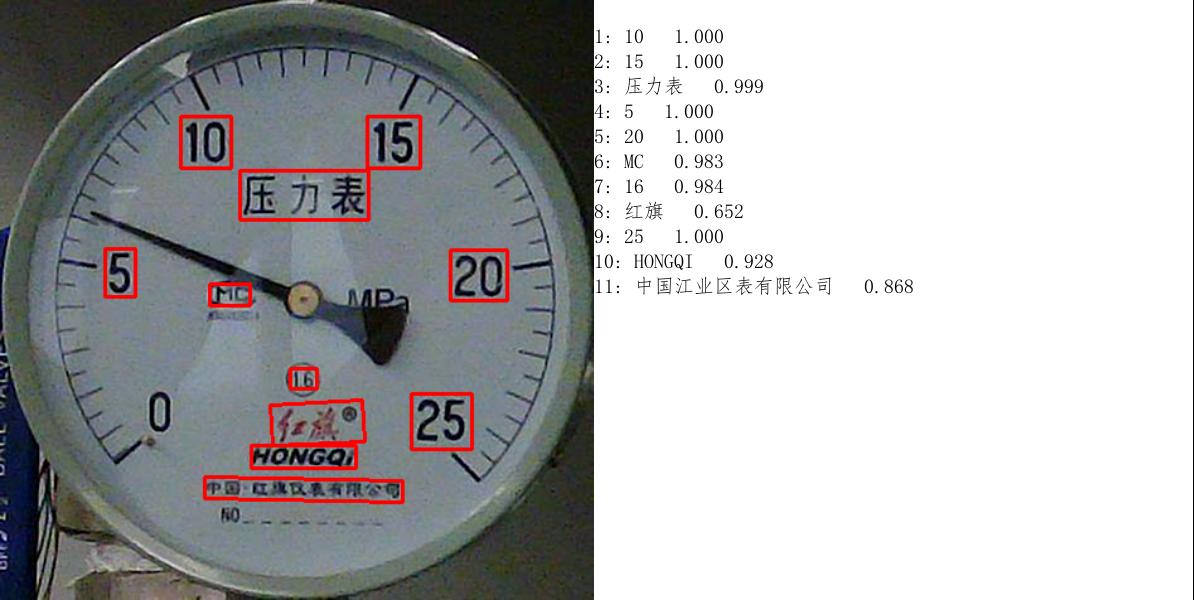 10 15
压力表
5 20
MC MPa
1.6
0 红旗® 25
HONGQI
中国·红旗仪表有限公司
NO
1: 10 1.000
2: 15 1.000
3: 压力表 0.999
4: 5 1.000
5: 20 1.000
6: MC 0.983
7: 16 0.984
8: 红旗 0.652
9: 25 1.000
10: HONGQI 0.928
11: 中国江业区表有限公司 0.868